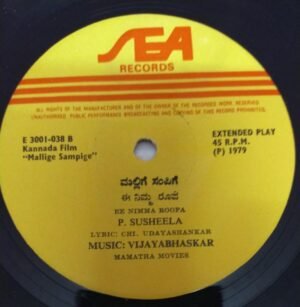 SEA
RECORDS
ALL RIGHTS OF THE MANUFACTURER AND OF THE OWNER OF THE RECORDED WORK RESERVED
UNAUTHORISED PUBLIC PERFORMANCE BROADCASTING AND COPYING OF THIS RECORD PROHIBITED.
E 3001-038 B
Kannada Film
"Mallige Sampige"
EXTENDED PLAY
45 R.P.M.
(P) 1979
ಮಲ್ಲಿಗೆ ಸಂಪಿಗೆ
ಈ ನಿಮ್ಮ ರೂಪ
EE NIMMA ROOPA
P. SUSHEELA
LYRIC: CHI. UDAYASHANKAR
MUSIC: VIJAYABHASKAR
MAMATHA MOVIES